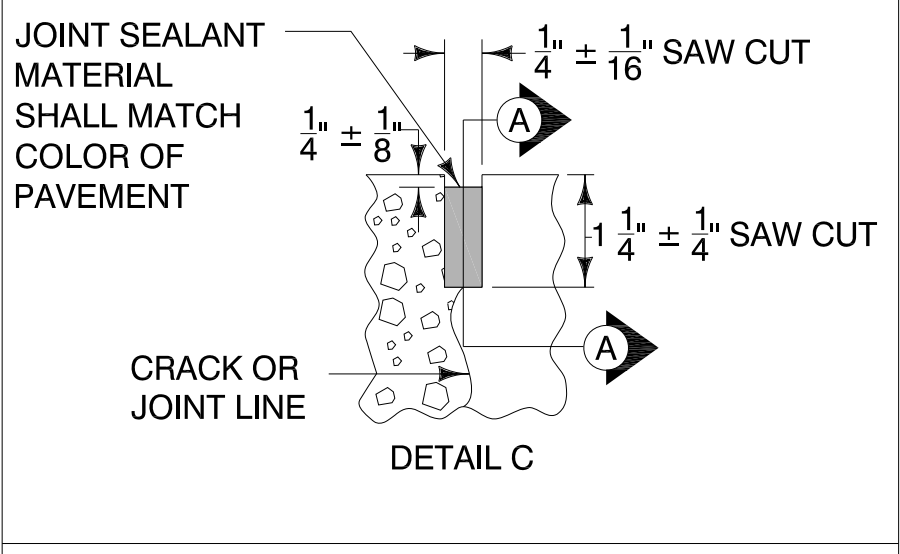 JOINT SEALANT
MATERIAL
SHALL MATCH
COLOR OF
PAVEMENT
1/4" ± 1/16" SAW CUT
A
1/4" ± 1/8"
1 1/4" ± 1/4" SAW CUT
A
CRACK OR
JOINT LINE
DETAIL C